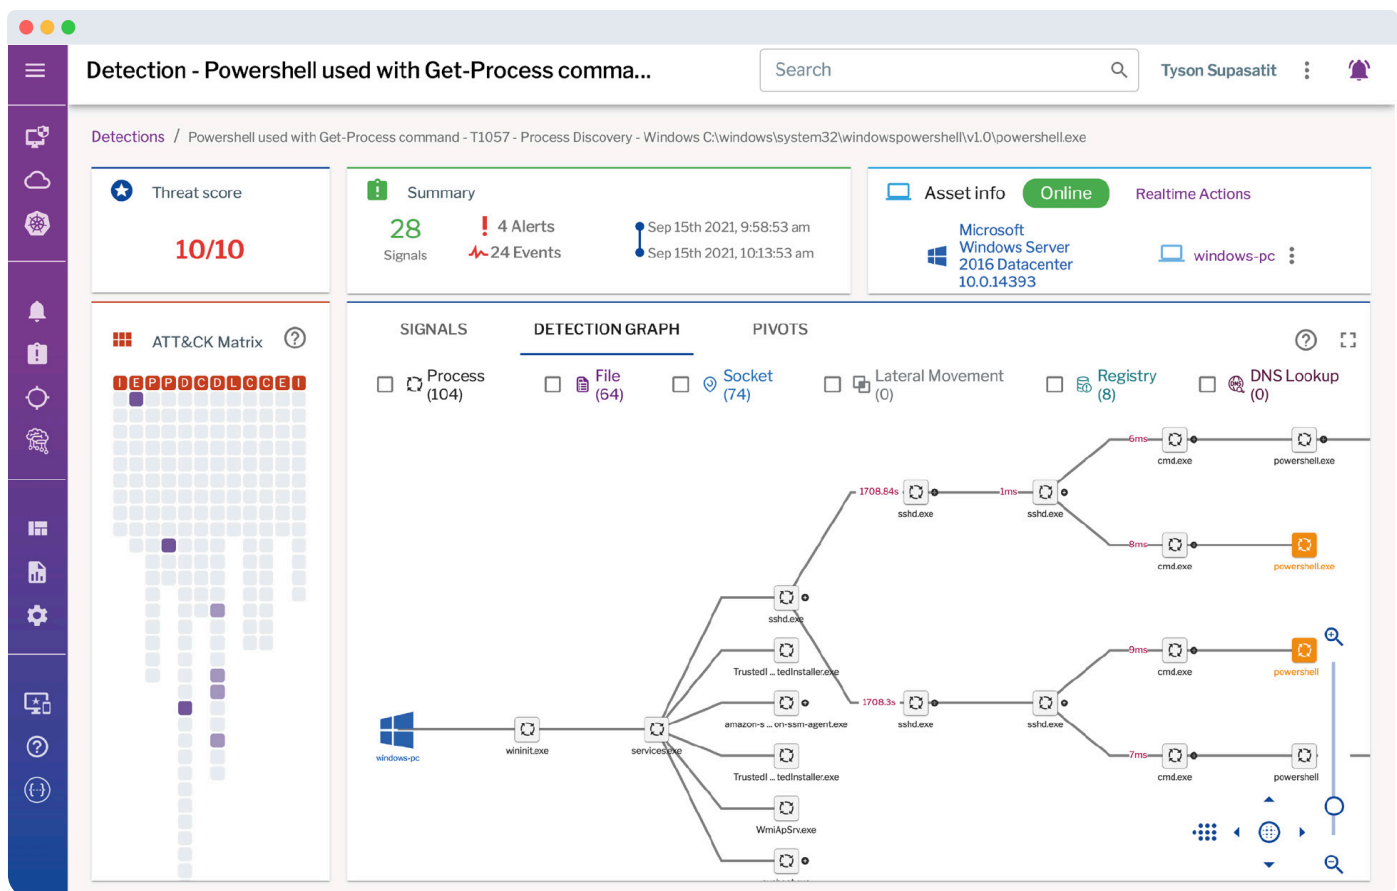 Detection - Powershell used with Get-Process comma...
Search
Tyson Supasatit
Detections / Powershell used with Get-Process command - T1057 - Process Discovery - Windows C:\windows\system32\windowspowershell\v1.0\powershell.exe
Threat score
10/10
Summary
28
Signals
4 Alerts
24 Events
Sep 15th 2021, 9:58:53 am
Sep 15th 2021, 10:13:53 am
Asset info
Online
Realtime Actions
Microsoft
Windows Server
2016 Datacenter
10.0.14393
windows-pc
ATT&CK Matrix
I E P P D C D L C C E I
SIGNALS
DETECTION GRAPH
PIVOTS
Process
(104)
File
(64)
Socket
(74)
Lateral Movement
(0)
Registry
(8)
DNS
DNS Lookup
(0)
6ms
cmd.exe
powershell.exe
1708.84s
sshd.exe
1ms
sshd.exe
8ms
cmd.exe
powershell.exe
sshd.exe
TrustedI ... tedInstaller.exe
9ms
cmd.exe
powershell
amazon-s ... on-ssm-agent.exe
1708.3s
sshd.exe
sshd.exe
windows-pc
wininit.exe
services.exe
TrustedI ... tedInstaller.exe
7ms
cmd.exe
powershell
WmiApSrv.exe